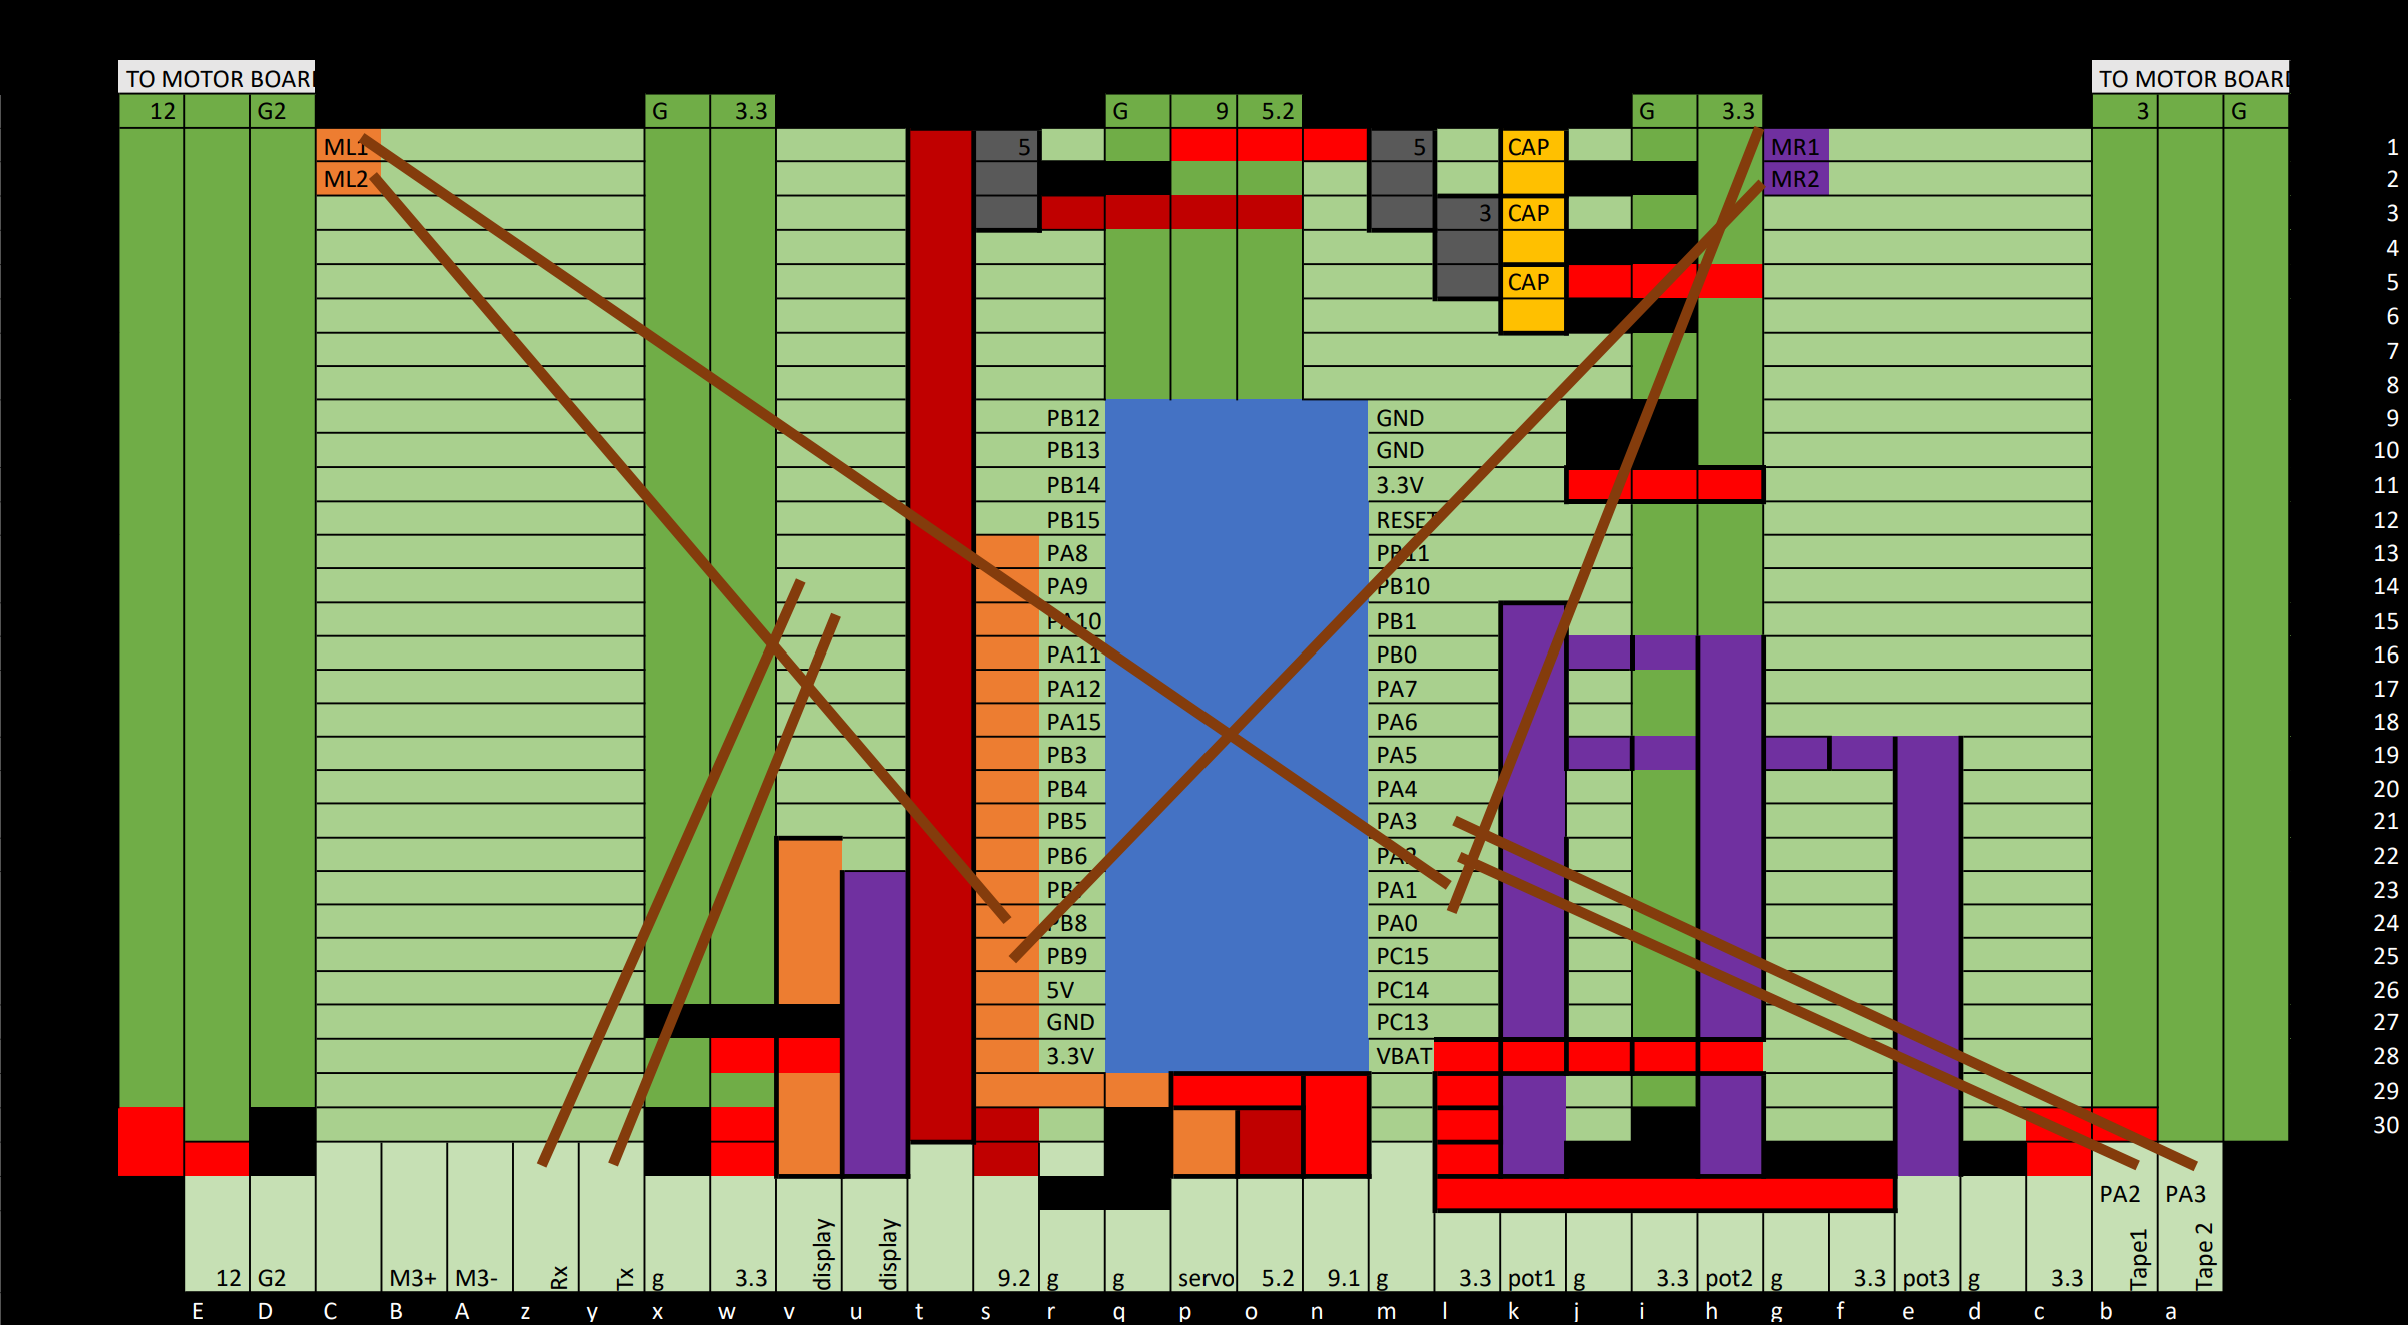 TO MOTOR BOAR TO MOTOR BOAR
12 G2 G 3.3 G 9 5.2 G 3.3 3 G
ML1 5 5 CAP MR1 1
ML2 MR2 2
3 CAP 3
4
CAP 5
6
7
8
PB12 GND 9
PB13 GND 10
PB14 3.3V 11
PB15 RESET 12
PA8 PB11 13
PA9 PB10 14
PA10 PB1 15
PA11 PB0 16
PA12 PA7 17
PA15 PA6 18
PB3 PA5 19
PB4 PA4 20
PB5 PA3 21
PB6 PA2 22
PB7 PA1 23
PB8 PA0 24
PB9 PC15 25
5V PC14 26
GND PC13 27
3.3V VBAT 28
29
30
PA2 PA3
12 G2 M3+ M3- Rx Tx g 3.3 display display 9.2 g g servo 5.2 9.1 g 3.3 pot1 g 3.3 pot2 g 3.3 pot3 g 3.3 Tape1 Tape 2
E D C B A z y x w v u t s r q p o n m l k j i h g f e d c b a